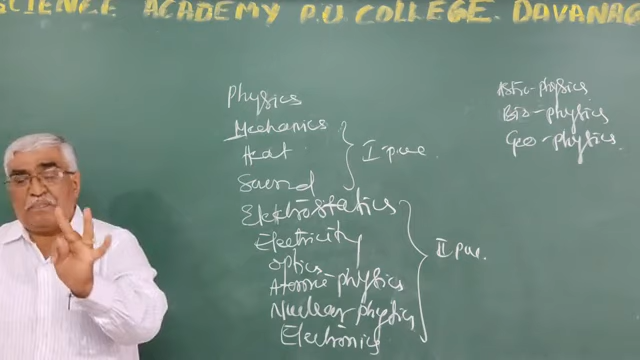 SCIENCE ACADEMY P.U COLLEGE. DAVANAG
Physics
Mechanics
Heat
Sound
I puc.
Elektrostatics
Electricity
Optics
Atomic physics
Nuclear physics
Electronics
II puc.
Astro-physics
Bio-physics
Geo-physics